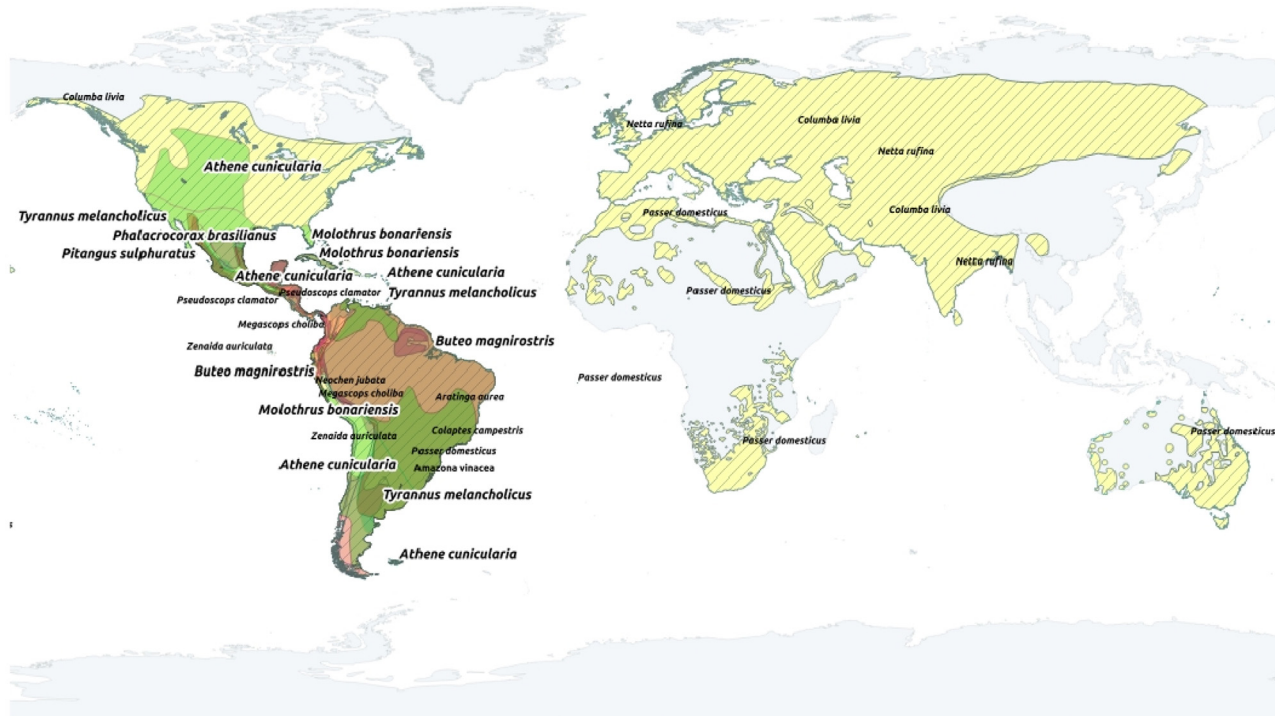 Columba livia
Netta rufina
Columba livia
Netta rufina
Athene cunicularia
Columba livia
Passer domesticus
Tyrannus melancholicus
Phalacrocorax brasilianus
Molothrus bonariensis
Pitangus sulphuratus
Molothrus bonariensis
Netta rufina
Athene cunicularia
Athene cunicularia
Pseudoscops clamator
Pseudoscops clamator
Tyrannus melancholicus
Passer domesticus
Megascops choliba
Zenaida auriculata
Buteo magnirostris
Buteo magnirostris
Neochen jubata
Passer domesticus
Megascops choliba
Aratinga aurea
Molothrus bonariensis
Zenaida auriculata
Colaptes campestris
Passer domesticus
Passer domesticus
Passer domesticus
Athene cunicularia
Amazona vinacea
Tyrannus melancholicus
Athene cunicularia